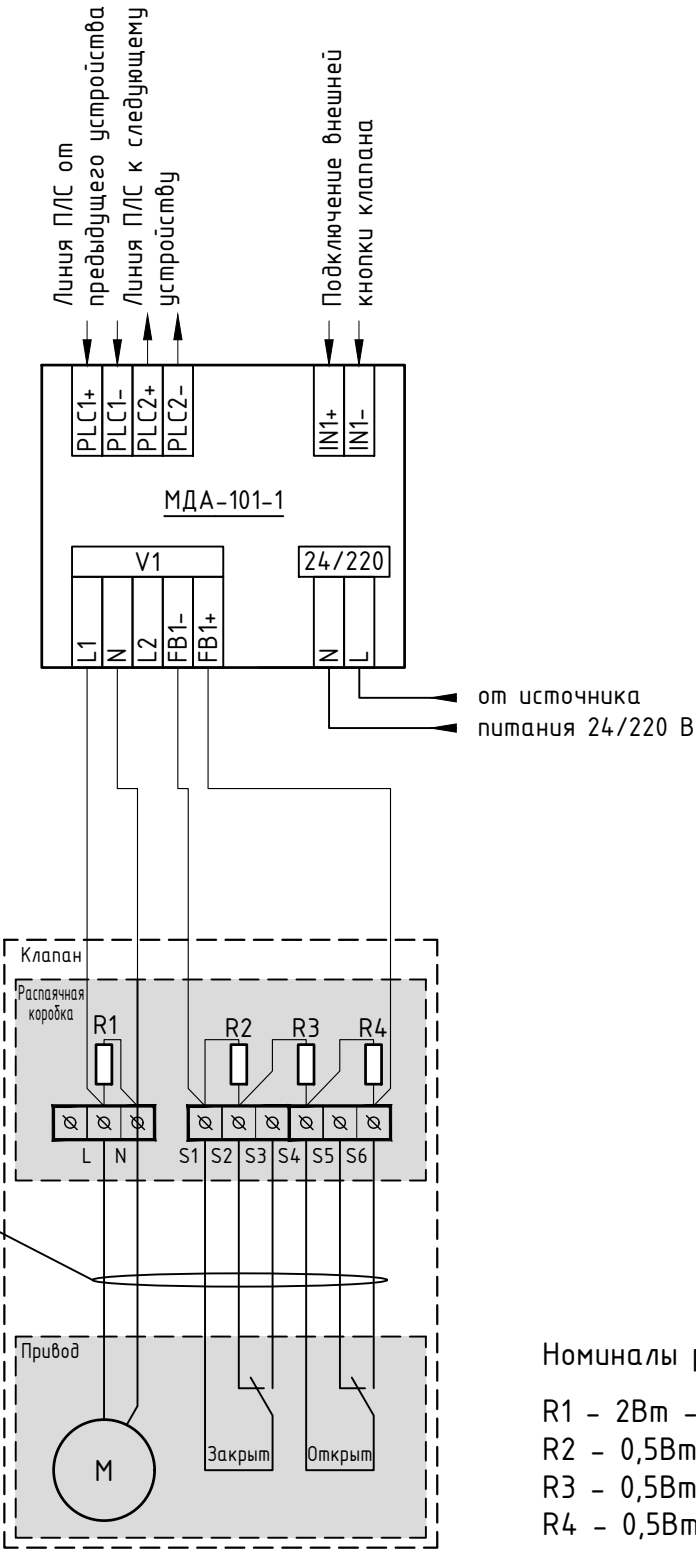 Линия ПЛС от
предыдущего устройства
Линия ПЛС к следующему
устройству
Подключение внешней
кнопки клапана
PLC1+
PLC1-
PLC2+
PLC2-
IN1+
IN1-
МДА-101-1
V1
24/220
L1
N
L2
FB1-
FB1+
N
L
от источника
питания 24/220 В
Клапан
Распаячная
коробка
R1
R2
R3
R4
L
N
S1
S2
S3
S4
S5
S6
Привод
М
Закрыт
Открыт
Номиналы
R1 - 2Вт -
R2 - 0,5Вт
R3 - 0,5Вт
R4 - 0,5Вт